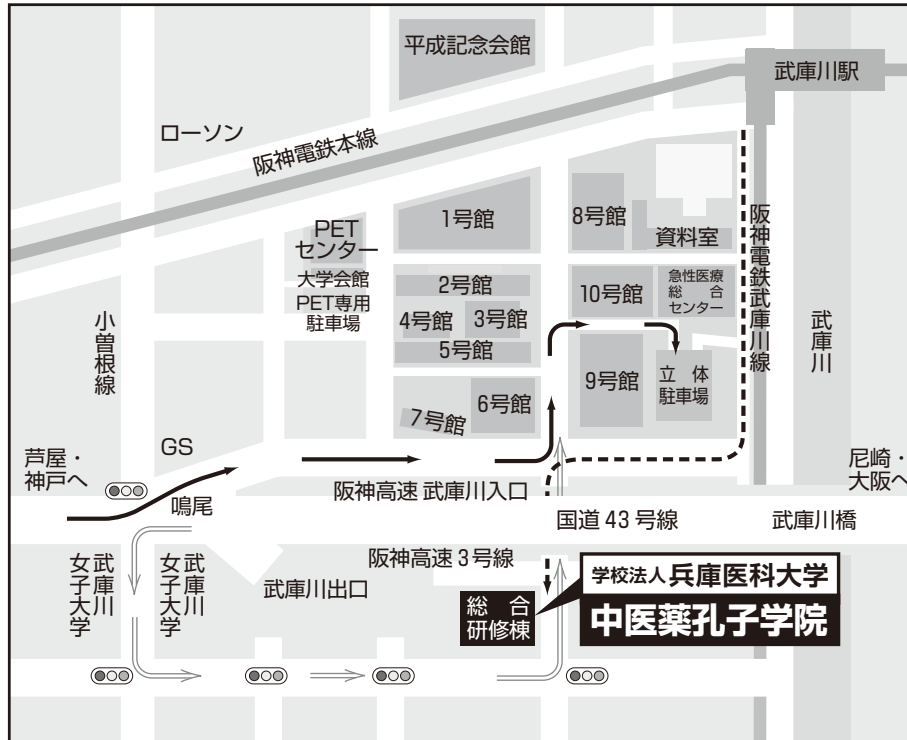 平成記念会館
武庫川駅
ローソン
阪神電鉄本線
1号館
8号館
資料室
PET
センター
大学会館
PET専用
駐車場
2号館
4号館
3号館
5号館
10号館
急性医療
総合
センター
阪神電鉄武庫川線
武庫川
小曽根線
6号館
7号館
9号館
立体
駐車場
GS
芦屋・
神戸へ
鳴尾
阪神高速 武庫川入口
尼崎・
大阪へ
国道43号線
武庫川橋
阪神高速3号線
武庫川
女子大学
武庫川
女子大学
武庫川出口
総合
研修棟
学校法人 兵庫医科大学
中医薬孔子学院